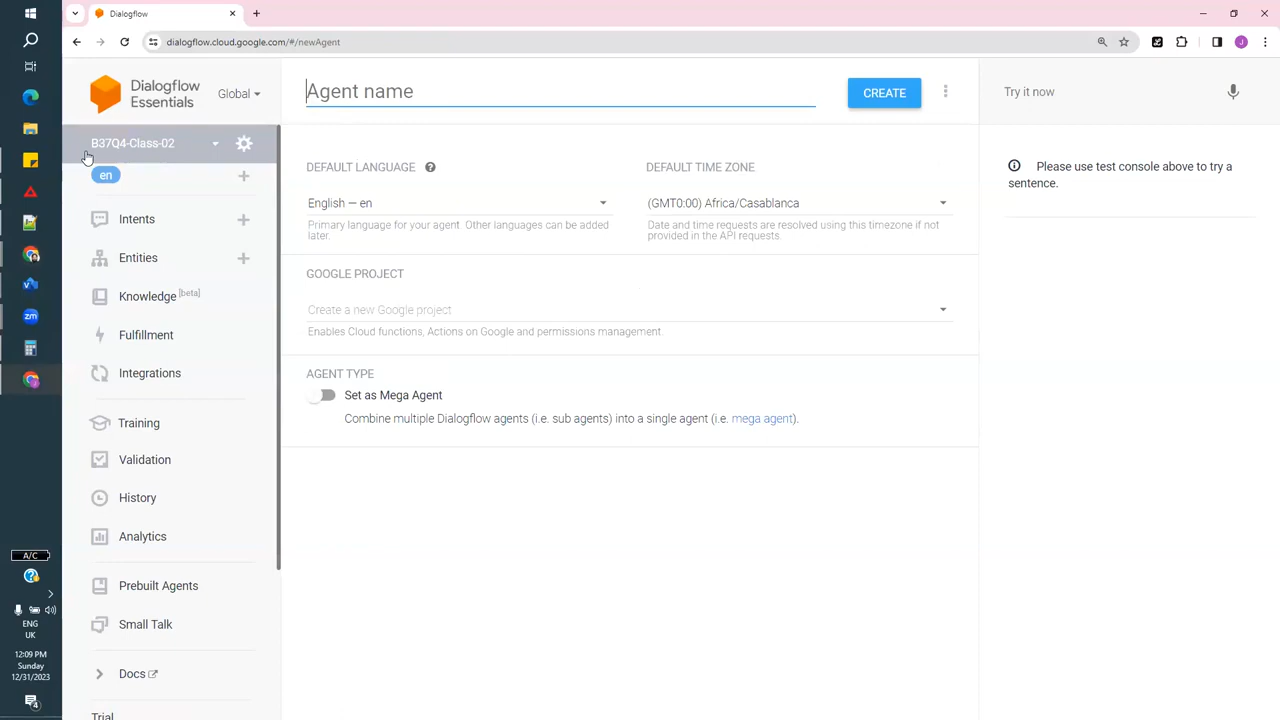 Dialogflow
dialogflow.cloud.google.com/#/newAgent
J
Dialogflow
Essentials
Global
Agent name
CREATE
Try it now
B37Q4-Class-02
en
DEFAULT LANGUAGE
DEFAULT TIME ZONE
Please use test console above to try a
sentence.
English — en
(GMT0:00) Africa/Casablanca
Primary language for your agent. Other languages can be added
later.
Date and time requests are resolved using this timezone if not
provided in the API requests.
Intents
Entities
Knowledge [beta]
Fulfillment
Integrations
Training
Validation
History
Analytics
Prebuilt Agents
Small Talk
Docs
Trial
GOOGLE PROJECT
Create a new Google project
Enables Cloud functions, Actions on Google and permissions management.
AGENT TYPE
Set as Mega Agent
Combine multiple Dialogflow agents (i.e. sub agents) into a single agent (i.e. mega agent).
zm
A/C
ENG
UK
12:09 PM
Sunday
12/31/2023
4